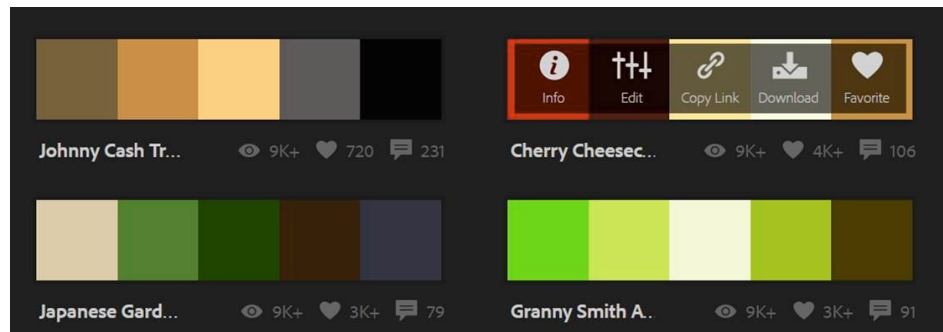 Info Edit Copy Link Download Favorite
Johnny Cash Tr... 9K+ 720 231
Cherry Cheesec... 9K+ 4K+ 106
Japanese Gard... 9K+ 3K+ 79
Granny Smith A... 9K+ 3K+ 91